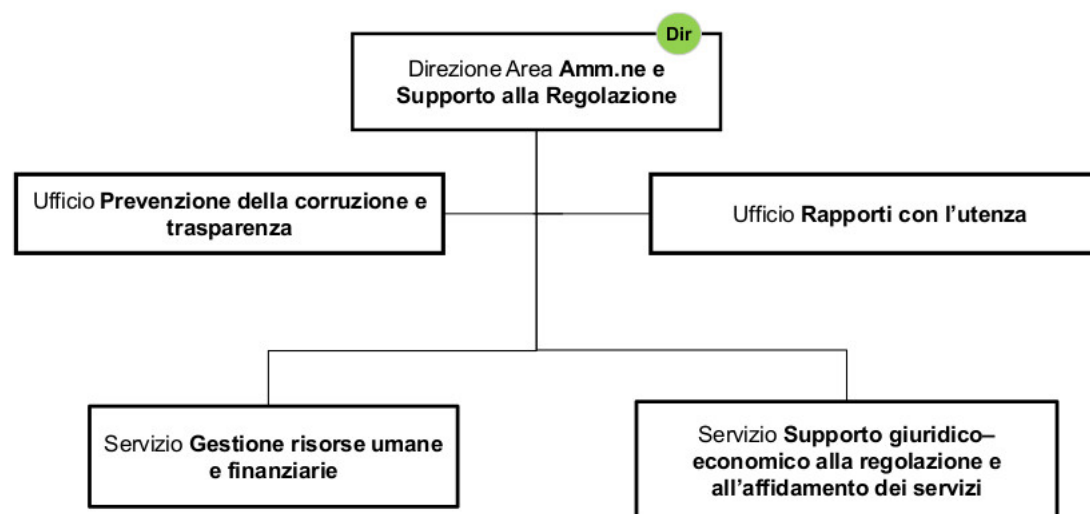 Dir
Direzione Area Amm.ne e
Supporto alla Regolazione
Ufficio Prevenzione della corruzione e
trasparenza
Ufficio Rapporti con l'utenza
Servizio Gestione risorse umane
e finanziarie
Servizio Supporto giuridico–
economico alla regolazione e
all'affidamento dei servizi